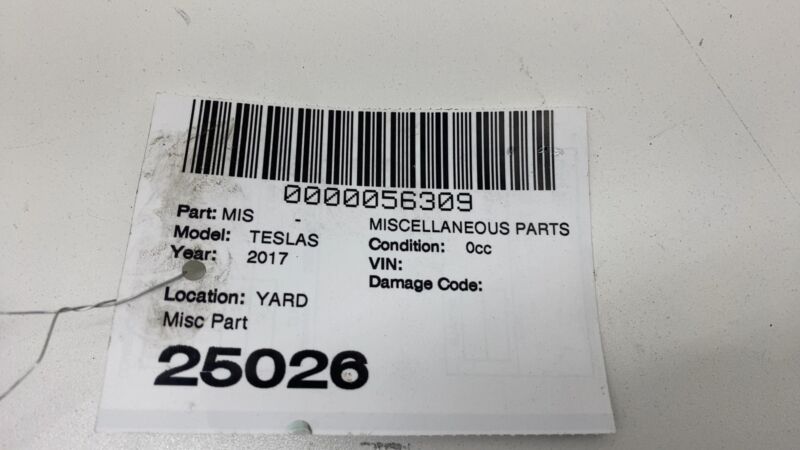 0000056309
Part: MIS - MISCELLANEOUS PARTS
Model: TESLAS Condition: 0cc
Year: 2017 VIN:
Damage Code:
Location: YARD
Misc Part
25026